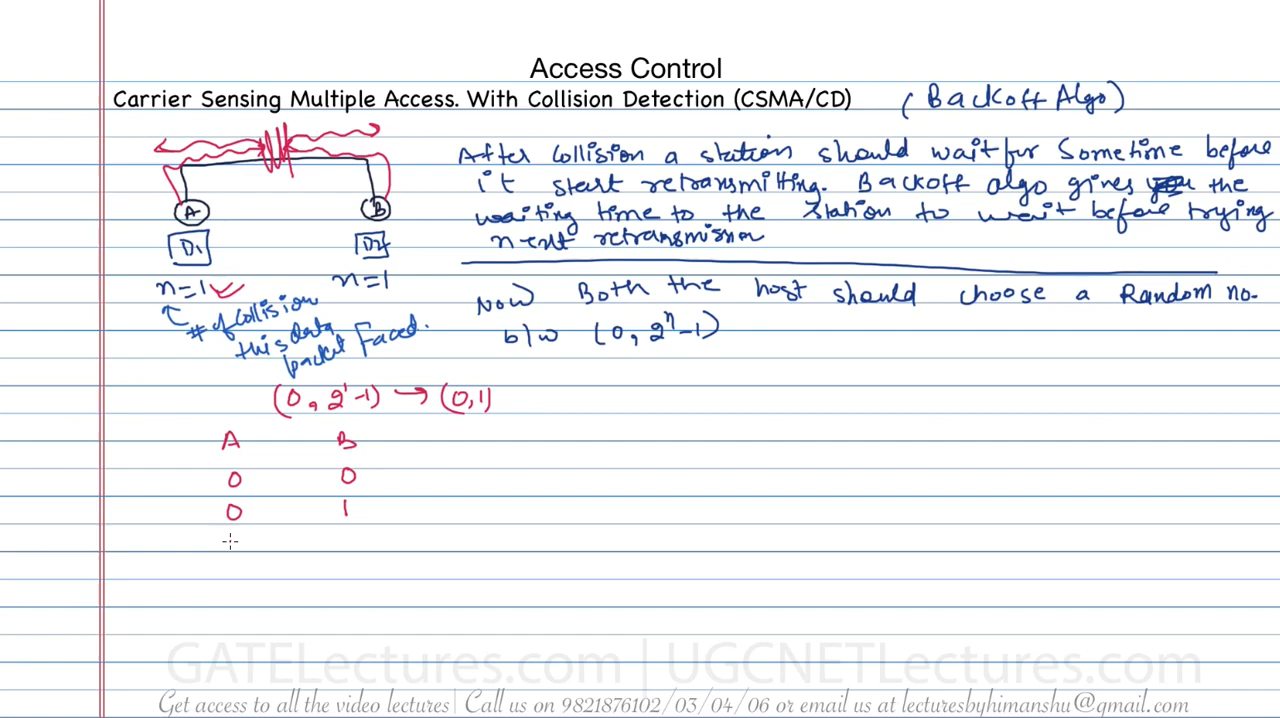 Access Control
Carrier Sensing Multiple Access. With Collision Detection (CSMA/CD) (Backoff Algo)
After Collision a station should wait for Sometime before
it start retransmitting. Backoff algo gives the
waiting time to the station to wait before trying
next retransmission
A B
D1 D2
n=1 n=1
# of Collision
this data
packet Faced.
Now Both the host should choose a Random no.
b/w (0, 2^n-1)
(0, 2^1-1) → (0,1)
A B
0 0
0 1
GATELectures.com | UGCNETLectures.com
Get access to all the video lectures | Call us on 9821876102/03/04/06 or email us at lecturesbyhimanshu@gmail.com